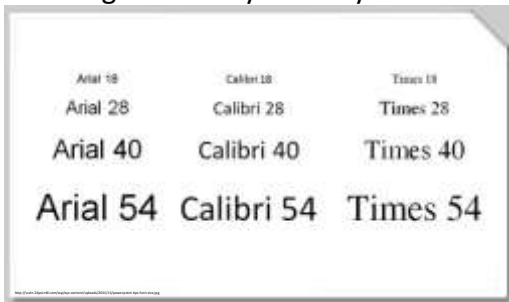 Arial 18 Calibri 18 Times 18
Arial 28 Calibri 28 Times 28
Arial 40 Calibri 40 Times 40
Arial 54 Calibri 54 Times 54